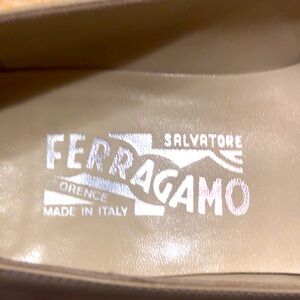 SALVATORE
FERRAGAMO
ORENCE
MADE IN ITALY